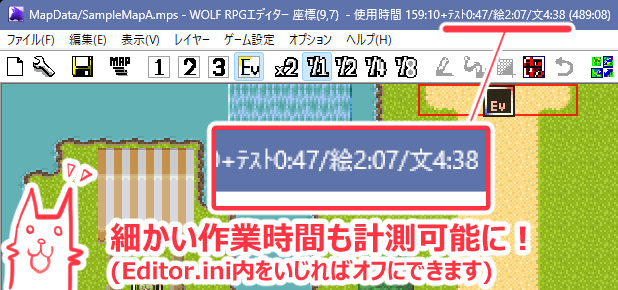 MapData/SampleMapA.mps - WOLF RPGエディター 座標(9,7) - 使用時間 159:10+ﾃｽﾄ0:47/絵2:07/文4:38 (489:08)
ファイル(F) 編集(E) 表示(V) レイヤー ゲーム設定 オプション ヘルプ(H)
MAP 1 2 3 Ev x2 1/1 1/2 1/4 1/8
Ev
+ﾃｽﾄ0:47/絵2:07/文4:38
細かい作業時間も計測可能に！
(Editor.ini内をいじればオフにできます)